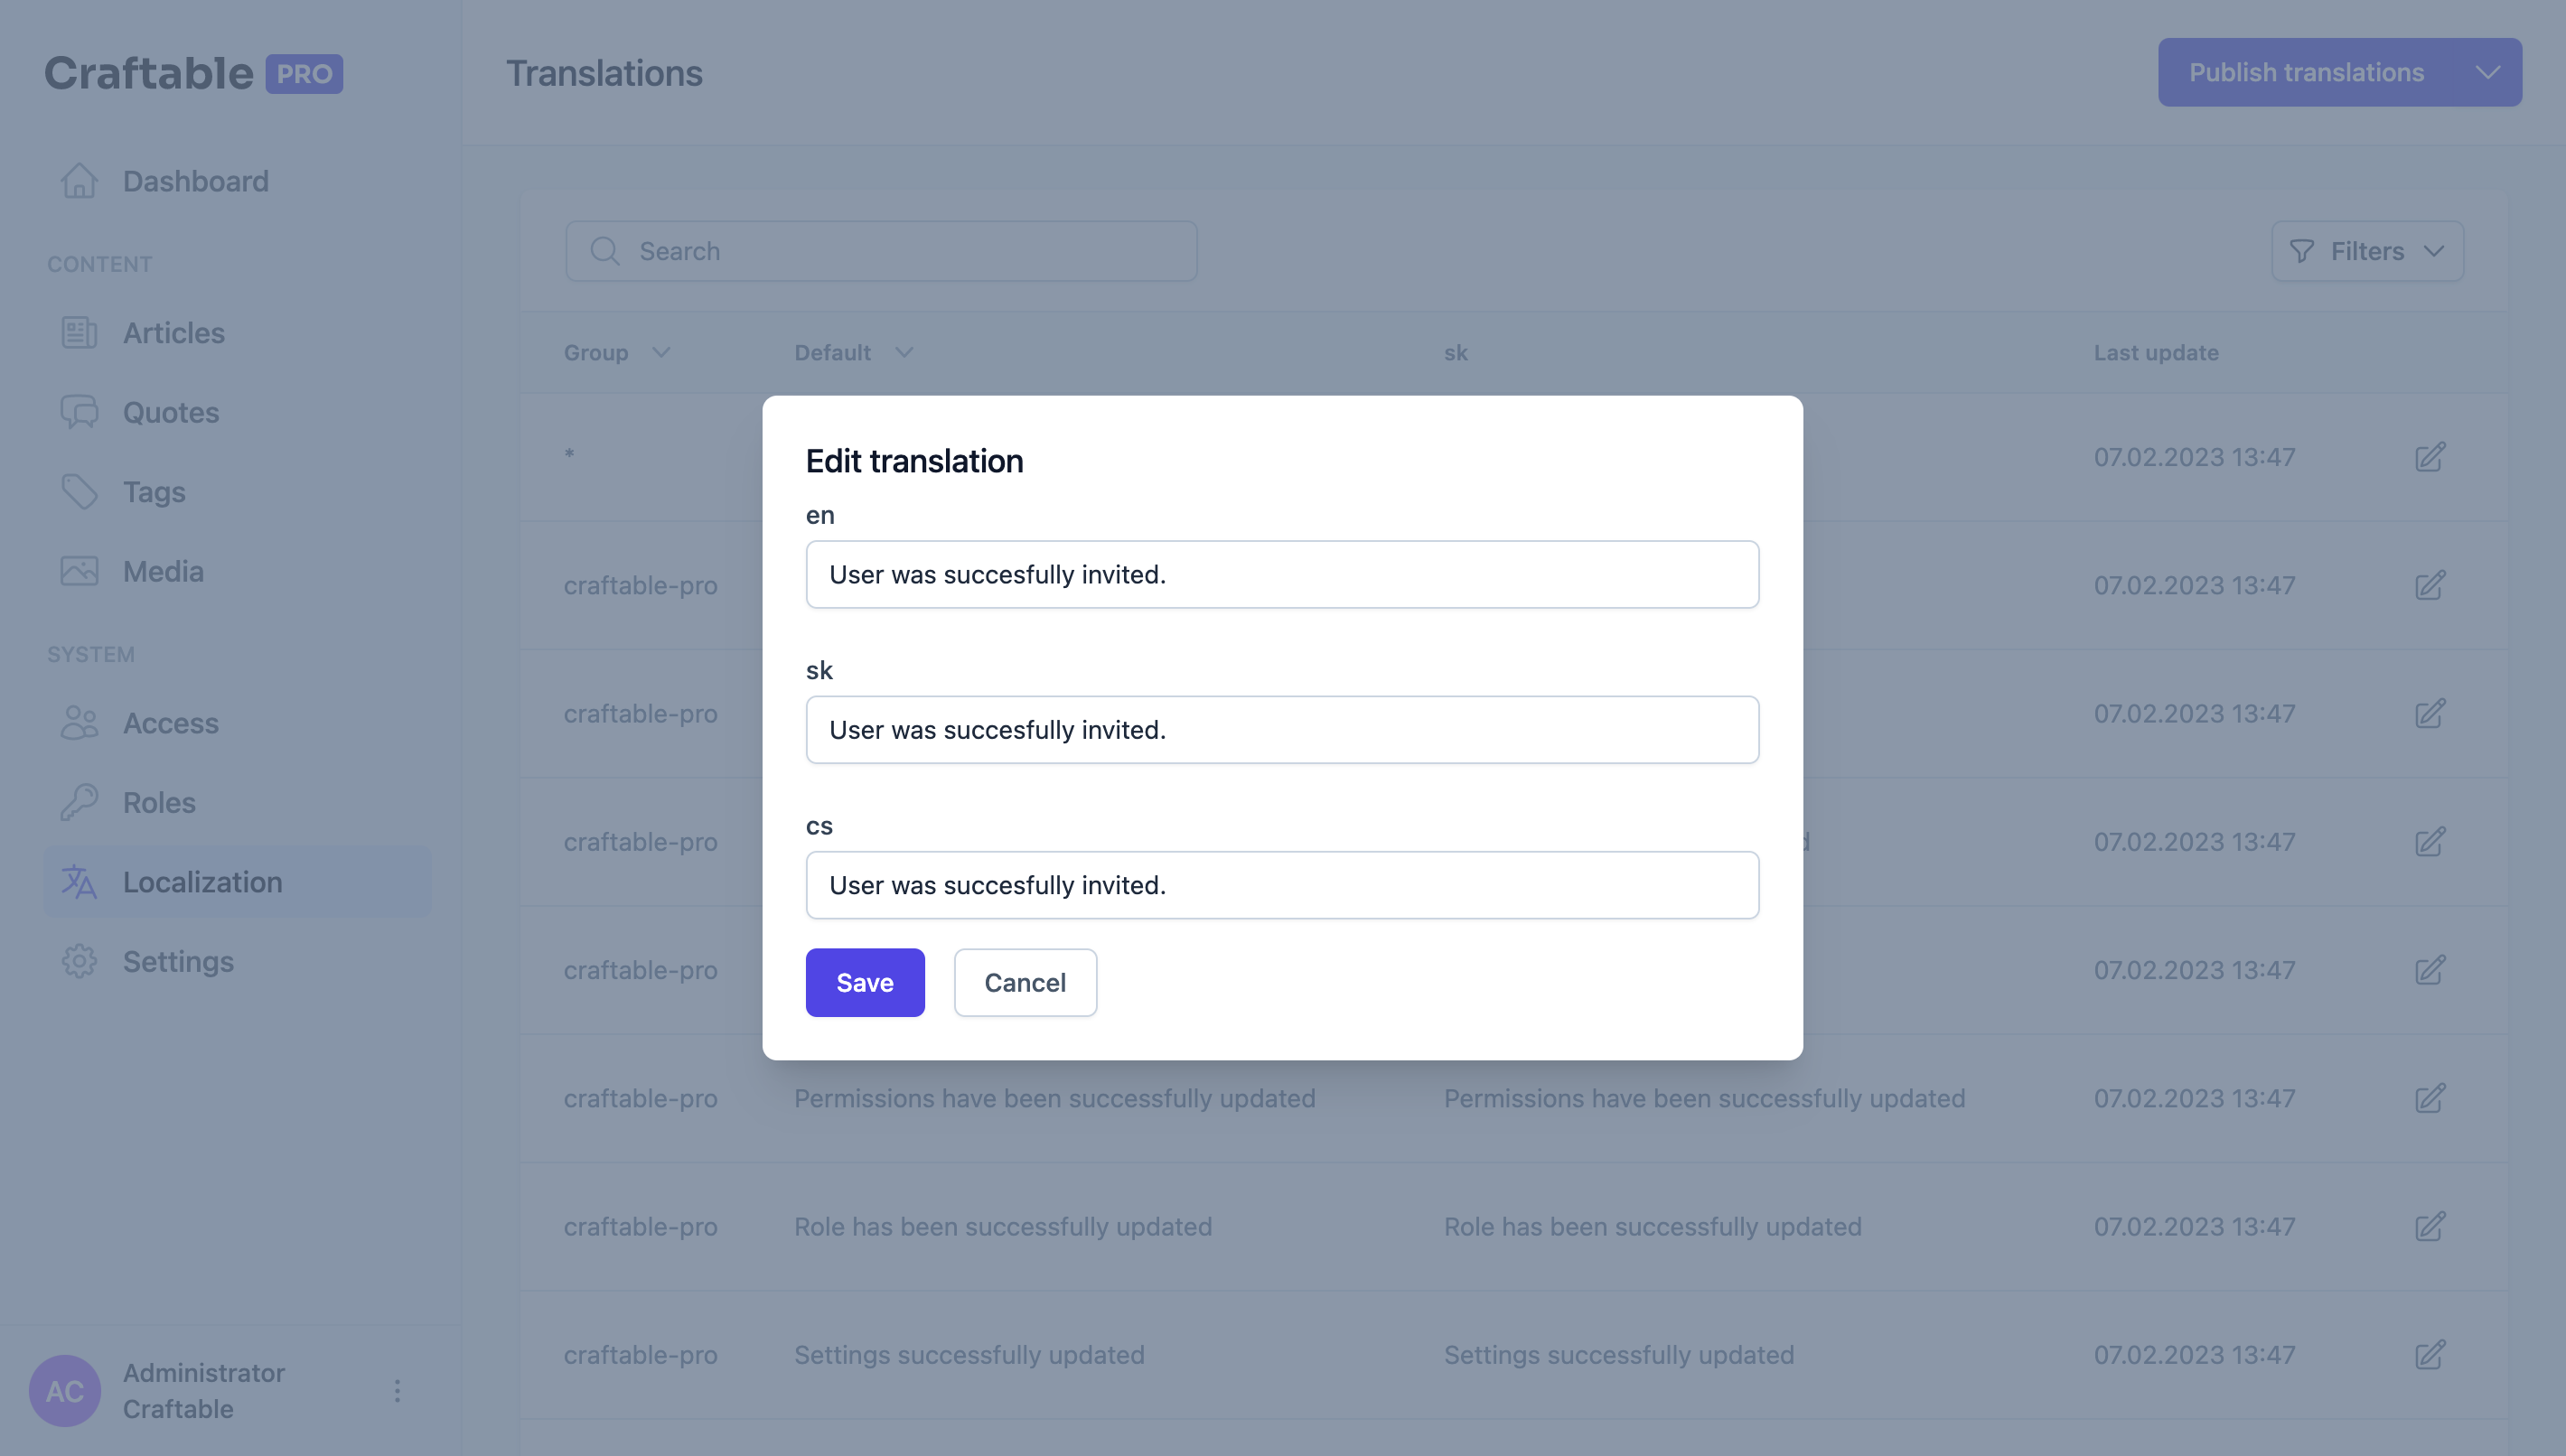 Craftable PRO
Dashboard
CONTENT
Articles
Quotes
Tags
Media
SYSTEM
Access
Roles
Localization
Settings
AC
Administrator
Craftable
Translations
Publish translations
Search
Filters
Group Default sk Last update
* 07.02.2023 13:47
craftable-pro 07.02.2023 13:47
craftable-pro 07.02.2023 13:47
craftable-pro d 07.02.2023 13:47
craftable-pro 07.02.2023 13:47
craftable-pro Permissions have been successfully updated Permissions have been successfully updated 07.02.2023 13:47
craftable-pro Role has been successfully updated Role has been successfully updated 07.02.2023 13:47
craftable-pro Settings successfully updated Settings successfully updated 07.02.2023 13:47
Edit translation
en
User was succesfully invited.
sk
User was succesfully invited.
cs
User was succesfully invited.
Save Cancel